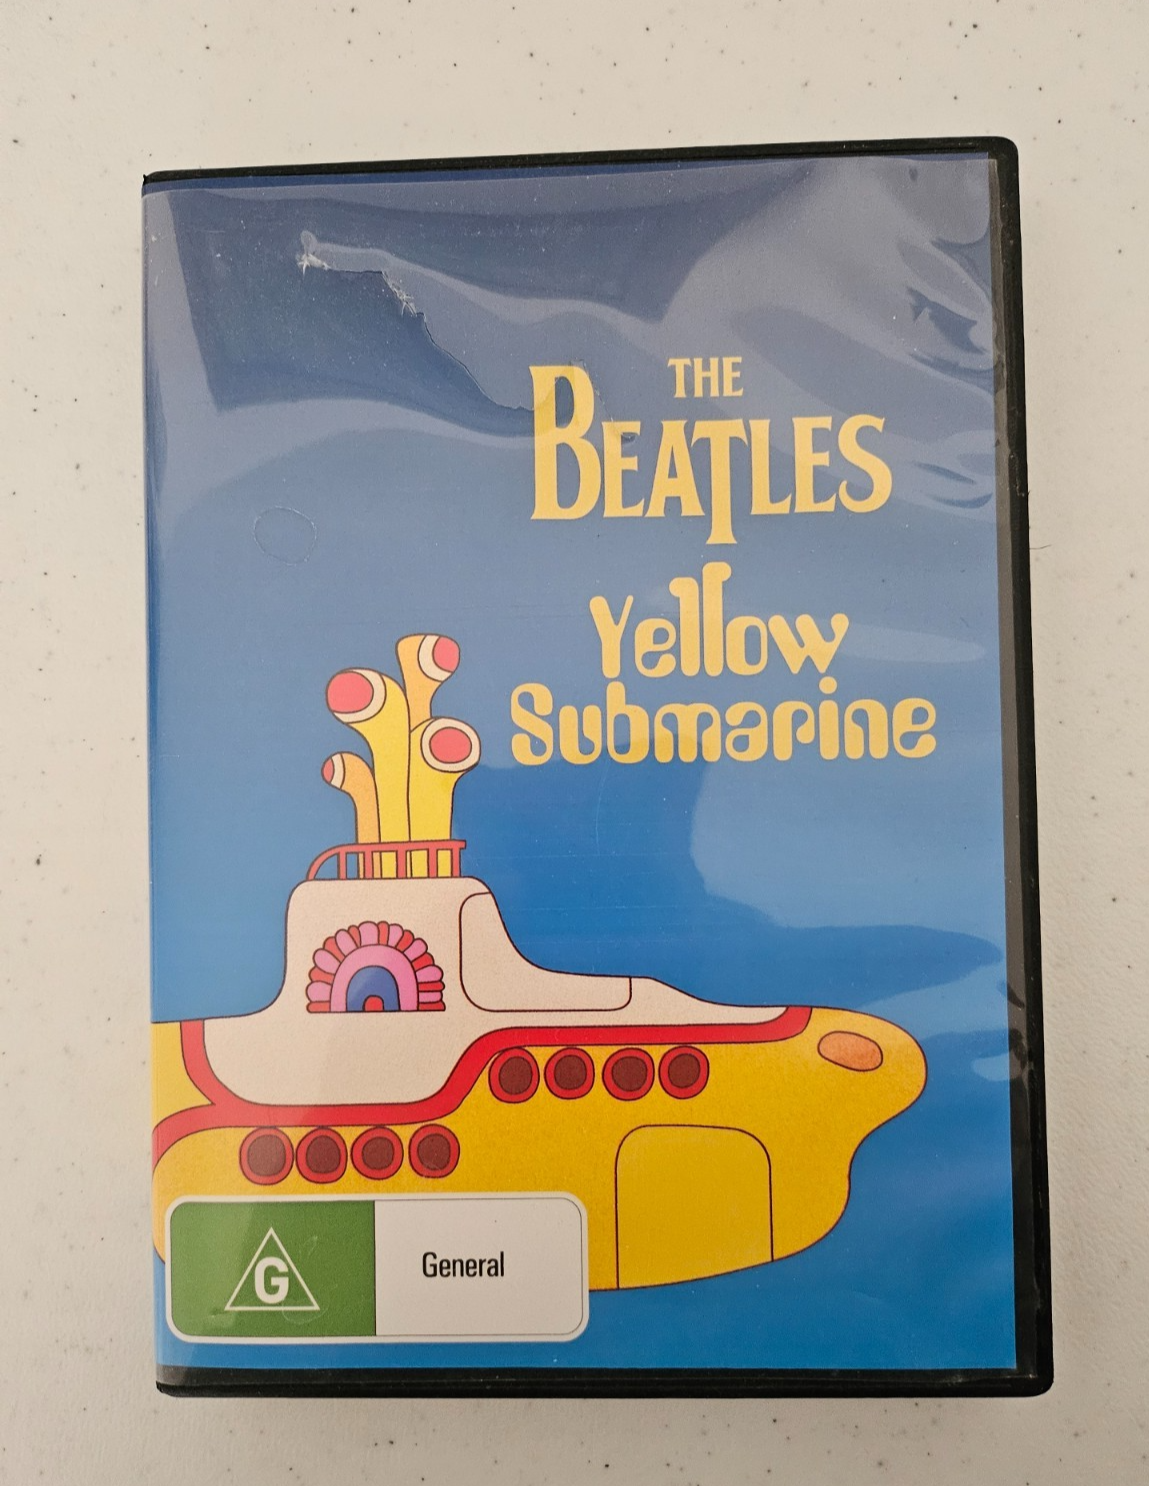 THE
BEATLES
Yellow
Submarine
G
General